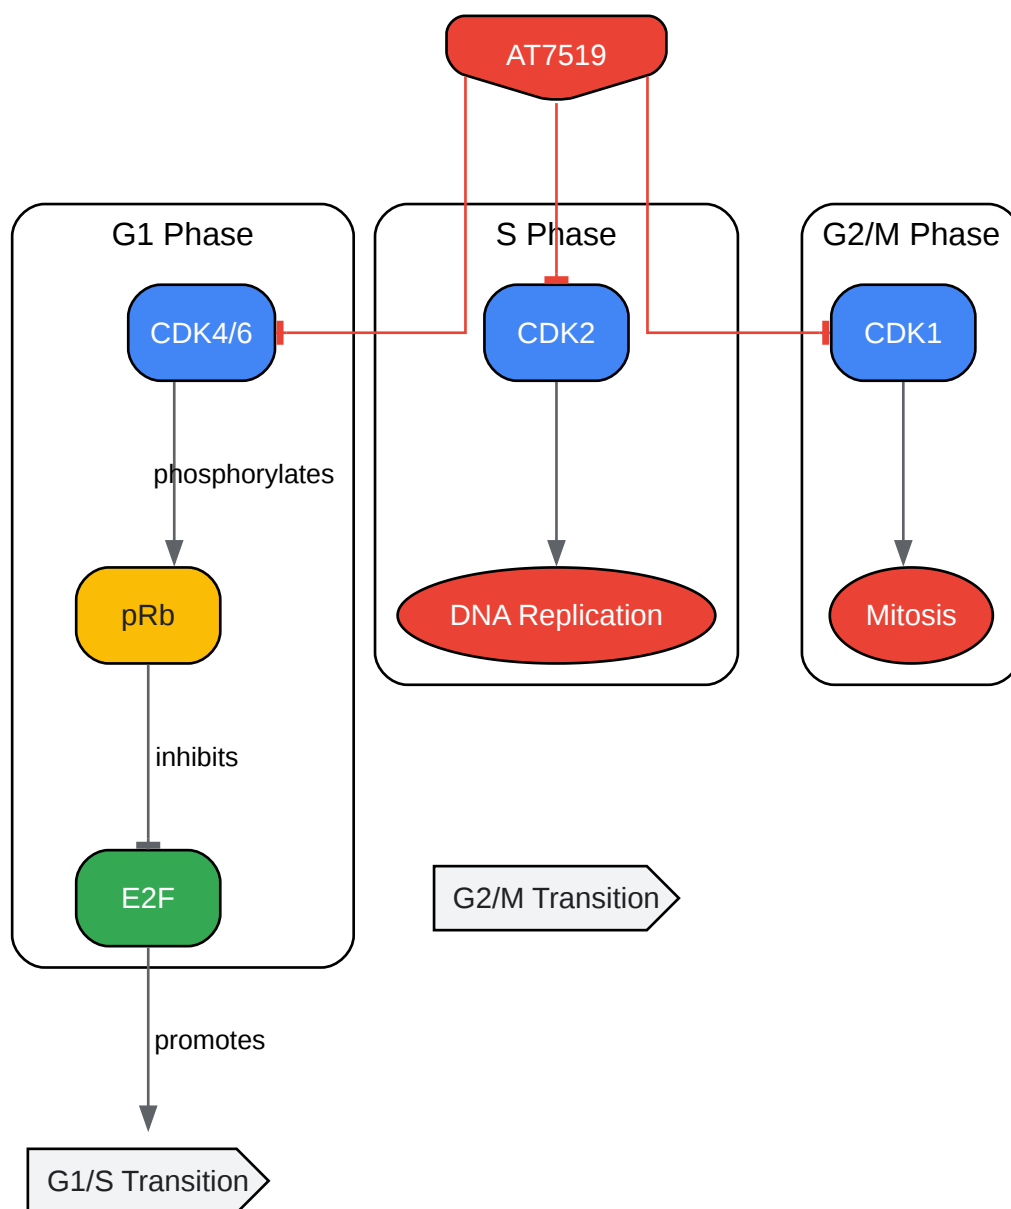 AT7519
G1 Phase
S Phase
G2/M Phase
CDK4/6
CDK2
CDK1
phosphorylates
pRb
DNA Replication
Mitosis
inhibits
E2F
G2/M Transition
promotes
G1/S Transition